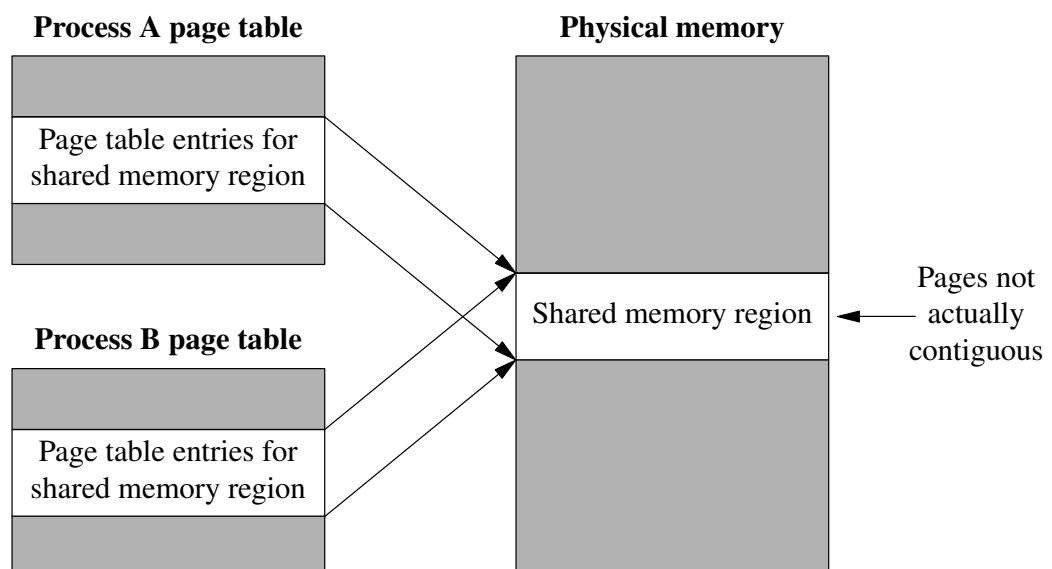 Process A page table
Page table entries for
shared memory region
Process B page table
Page table entries for
shared memory region
Physical memory
Shared memory region
Pages not
actually
contiguous